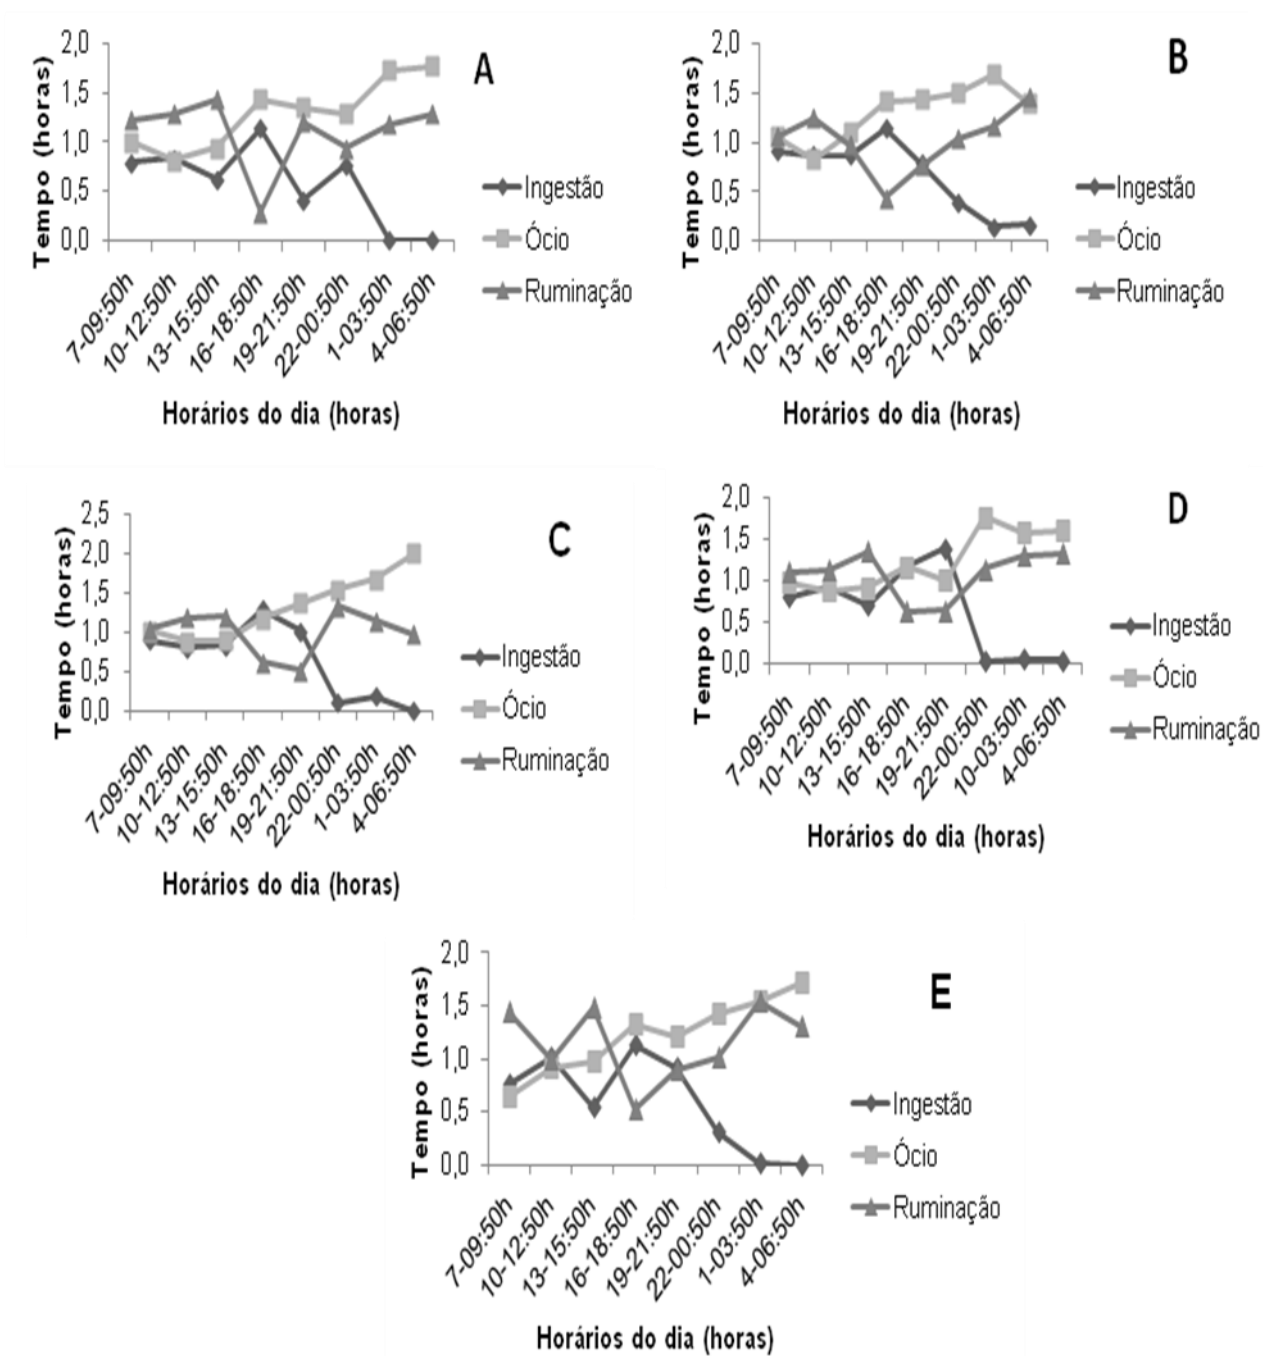 A
Tempo (horas)
2,0
1,5
1,0
0,5
0,0
7-09:50h
10-12:50h
13-15:50h
16-18:50h
19-21:50h
22-00:50h
1-03:50h
4-06:50h
Horários do dia (horas)
Ingestão
Ócio
Ruminação
B
Tempo (horas)
2,0
1,5
1,0
0,5
0,0
7-09:50h
10-12:50h
13-15:50h
16-18:50h
19-21:50h
22-00:50h
1-03:50h
4-06:50h
Horários do dia (horas)
Ingestão
Ócio
Ruminação
C
Tempo (horas)
2,5
2,0
1,5
1,0
0,5
0,0
7-09:50h
10-12:50h
13-15:50h
16-18:50h
19-21:50h
22-00:50h
1-03:50h
4-06:50h
Horários do dia (horas)
Ingestão
Ócio
Ruminação
D
Tempo (horas)
2,0
1,5
1,0
0,5
0,0
7-09:50h
10-12:50h
13-15:50h
16-18:50h
19-21:50h
22-00:50h
10-03:50h
4-06:50h
Horários do dia (horas)
Ingestão
Ócio
Ruminação
E
Tempo (horas)
2,0
1,5
1,0
0,5
0,0
7-09:50h
10-12:50h
13-15:50h
16-18:50h
19-21:50h
22-00:50h
1-03:50h
4-06:50h
Horários do dia (horas)
Ingestão
Ócio
Ruminação